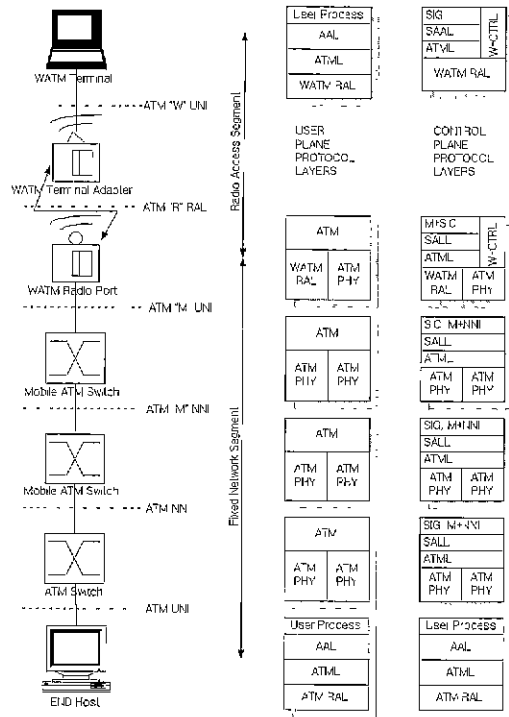 WATM Terminal
ATM "W" UNI
WATM Terminal Adapter
ATM "R" RAL
WATM Radio Port
ATM "M" UNI
Mobile ATM Switch
ATM "M" NNI
Mobile ATM Switch
ATM NNI
ATM Switch
ATM UNI
END Host
Radio Access Segment
Fixed Network Segment
User Process
AAL
ATML
WATM RAL
USER
PLANE
PROTOCOL
LAYERS
ATM
WATM RAL
ATM PHY
ATM
ATM PHY
ATM PHY
ATM
ATM PHY
ATM PHY
ATM
ATM PHY
ATM PHY
User Process
AAL
ATML
ATM RAL
SIG
SAAL
ATML
W-CTRL
WATM RAL
CONTROL
PLANE
PROTOCOL
LAYERS
M+SIG
SALL
ATML
W-CTRL
WATM RAL
ATM PHY
SIG M+NNI
SALL
ATML
ATM PHY
ATM PHY
SIG, M+NNI
SALL
ATML
ATM PHY
ATM PHY
SIG M+NNI
SALL
ATML
ATM PHY
ATM PHY
User Process
AAL
ATML
ATM RAL